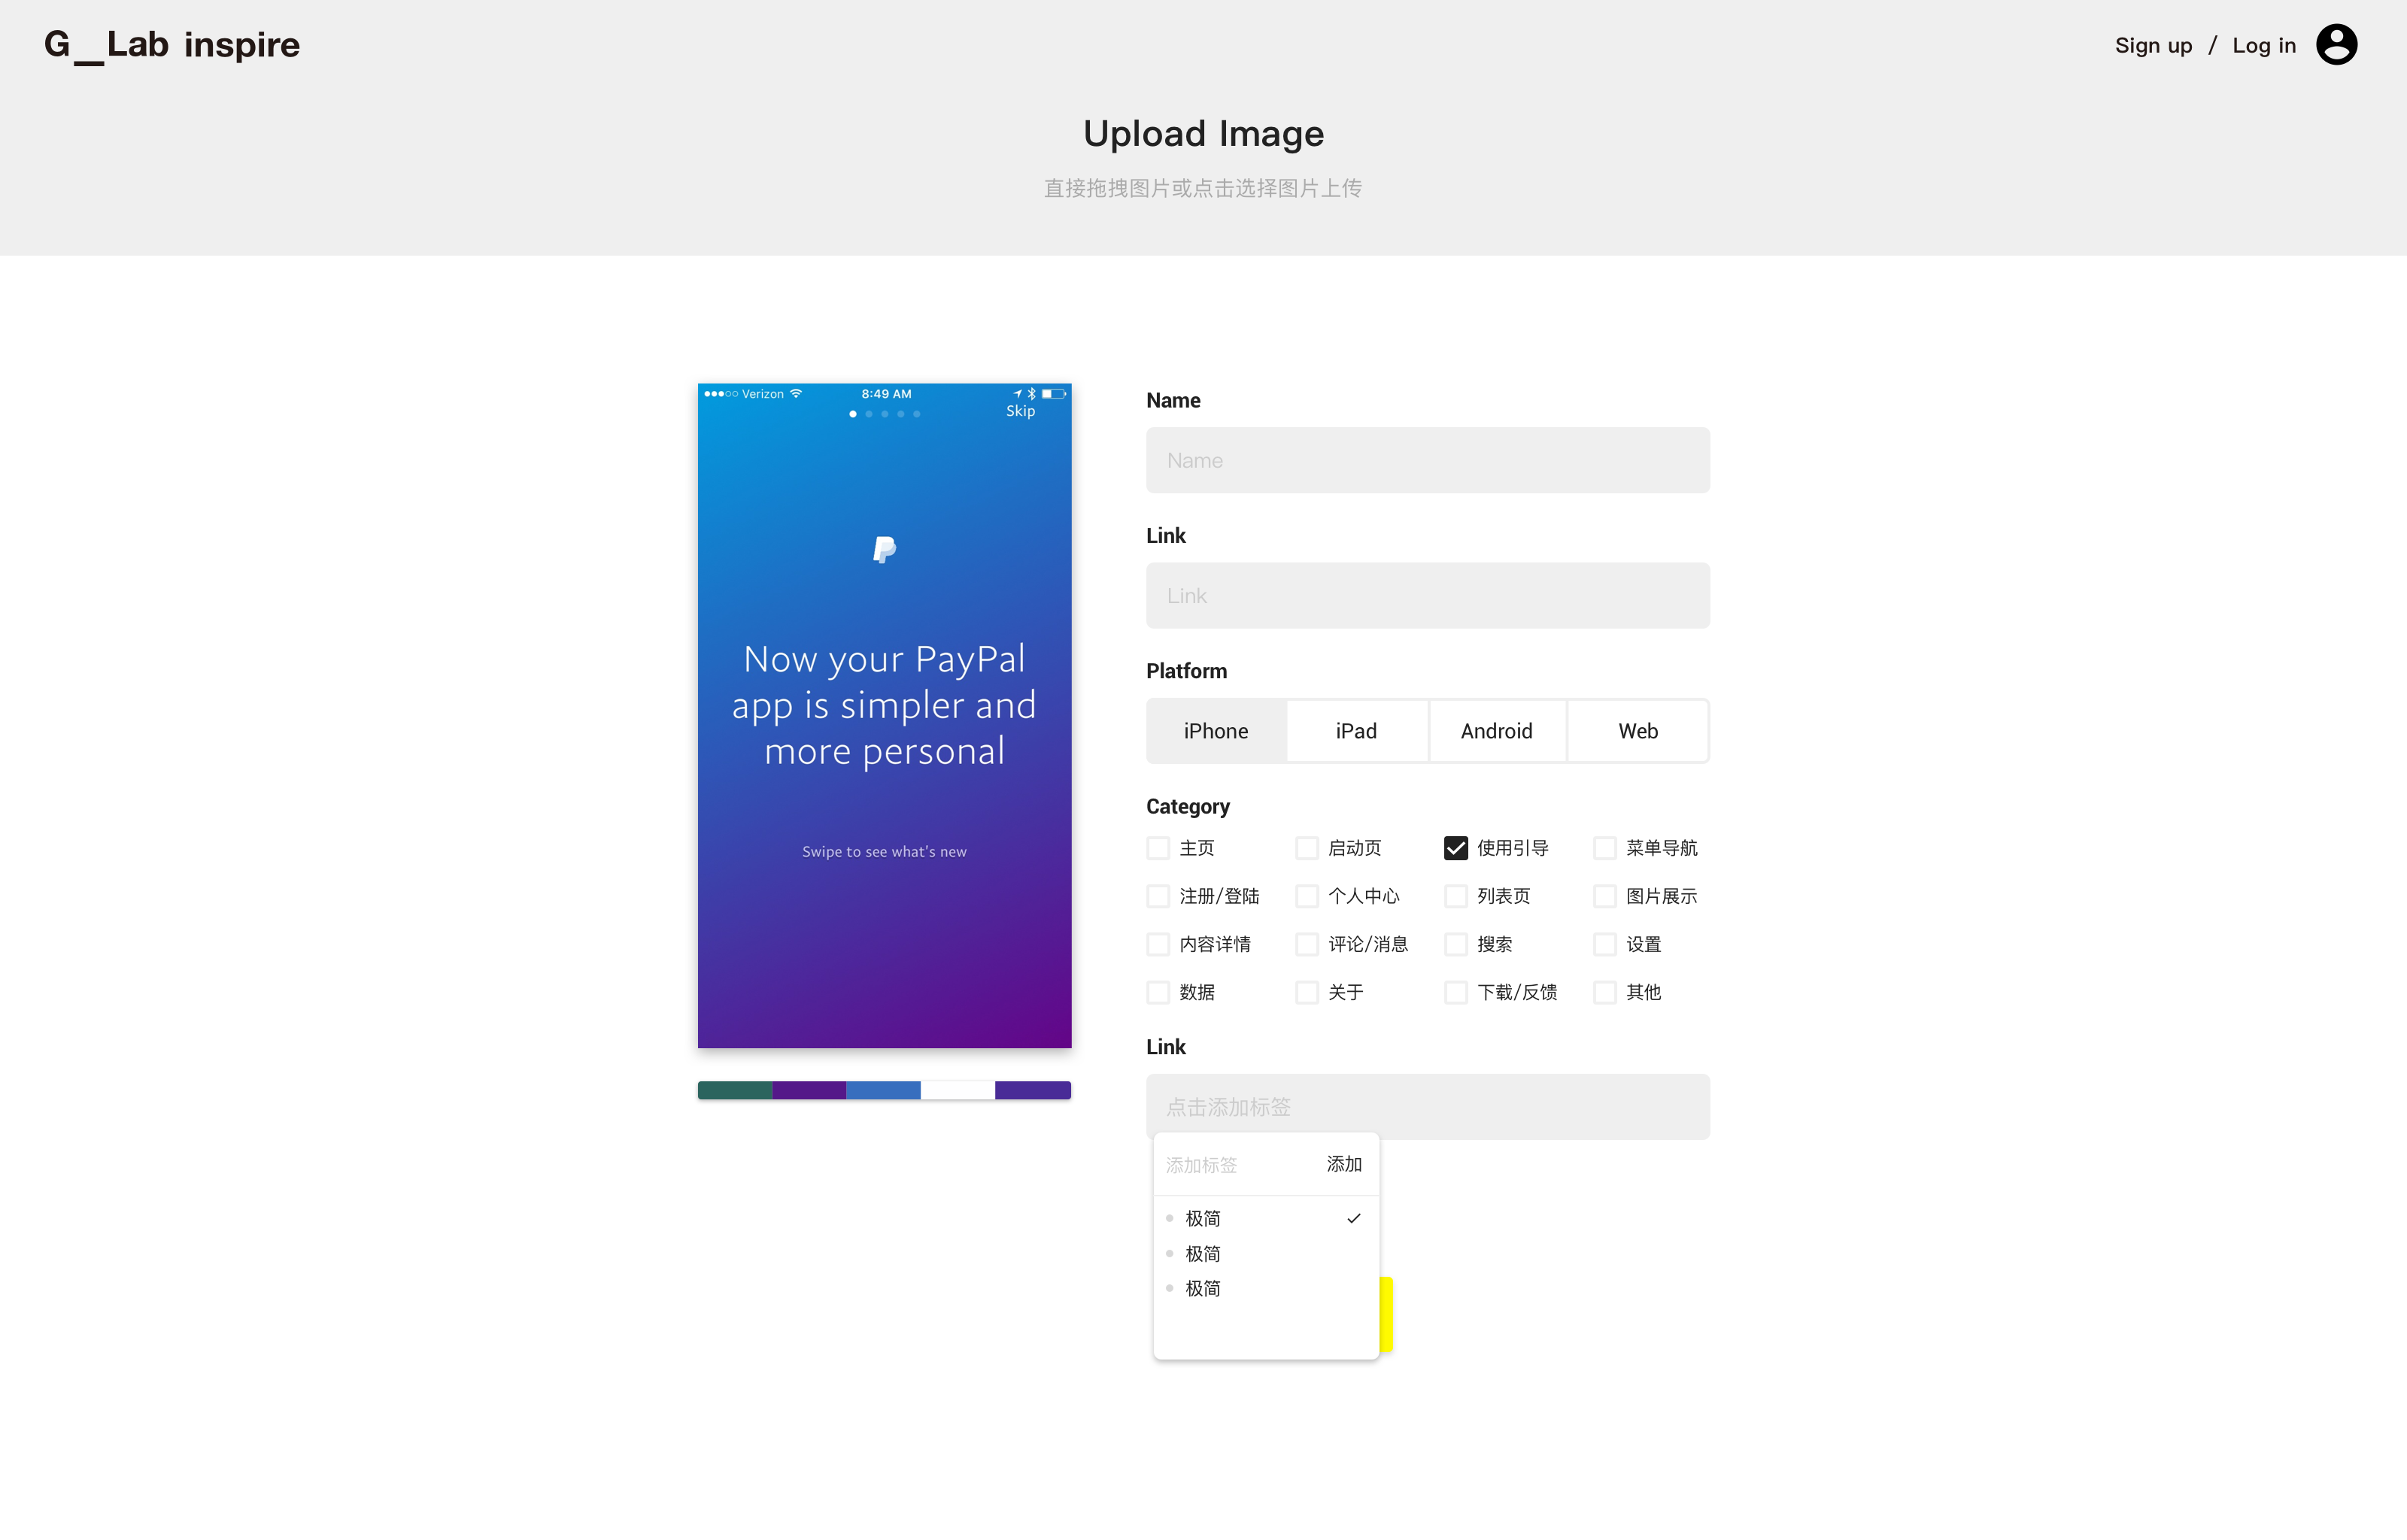 G__Lab inspire
Sign up / Log in
Upload Image
直接拖拽图片或点击选择图片上传
Verizon 8:49 AM
Skip
Now your PayPal
app is simpler and
more personal
Swipe to see what's new
Name
Name
Link
Link
Platform
iPhone iPad Android Web
Category
主页 启动页 使用引导 菜单导航
注册/登陆 个人中心 列表页 图片展示
内容详情 评论/消息 搜索 设置
数据 关于 下载/反馈 其他
Link
点击添加标签
添加标签 添加
极简
极简
极简